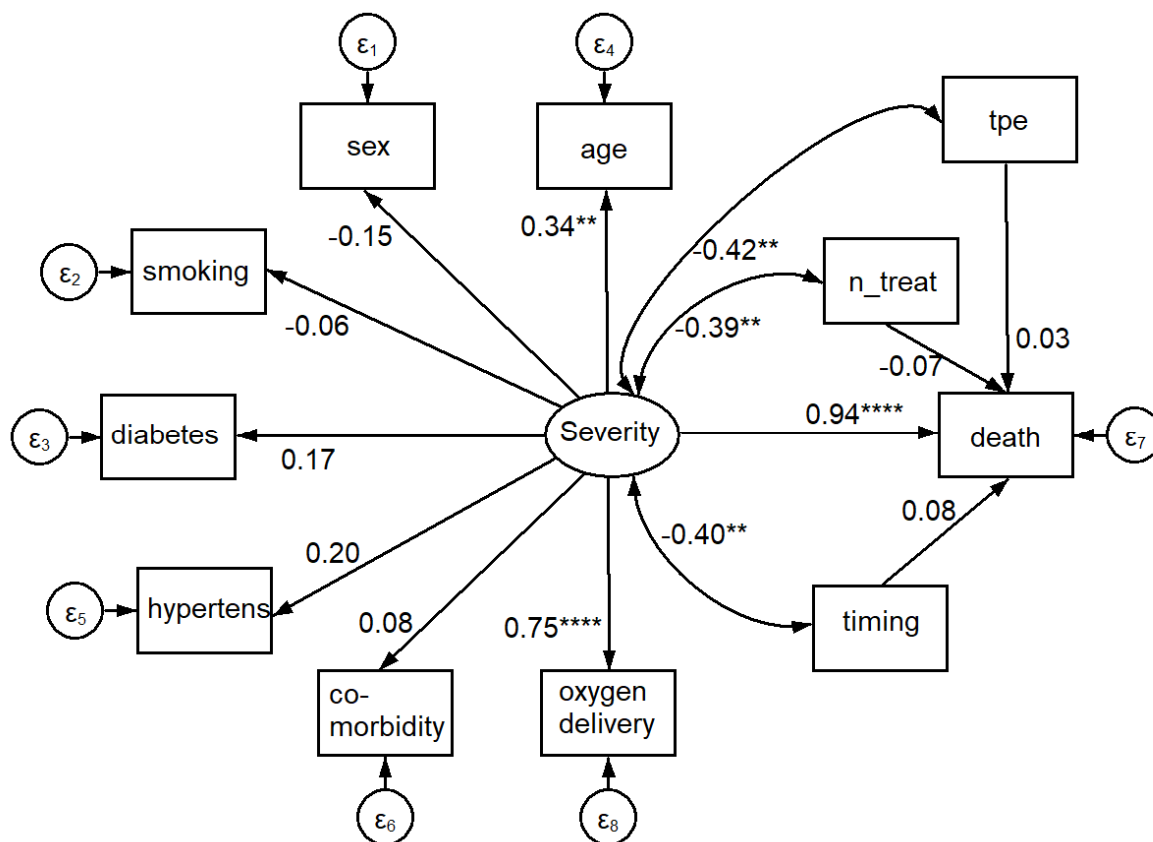 ε1
ε4
tpe
sex
age
0.34**
-0.15
smoking
ε2
-0.42**
n_treat
-0.06
-0.39**
0.03
-0.07
diabetes
ε3
Severity
0.94****
death
ε7
0.17
0.08
-0.40**
0.20
hypertens
ε5
0.08
0.75****
timing
co-
morbidity
oxygen
delivery
ε6
ε8